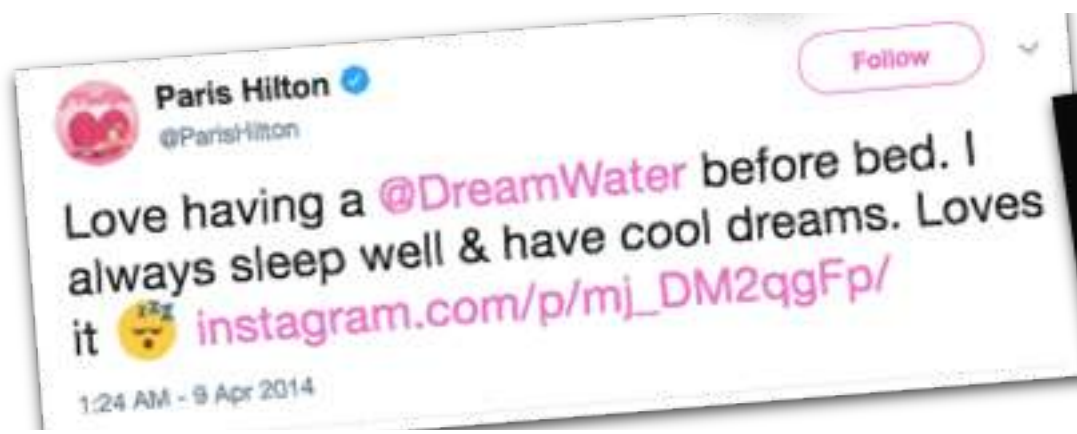 Paris Hilton
Follow
@ParisHilton
Love having a @DreamWater before bed. I
always sleep well & have cool dreams. Loves
it 😴 instagram.com/p/mj_DM2qgFp/
1:24 AM - 9 Apr 2014